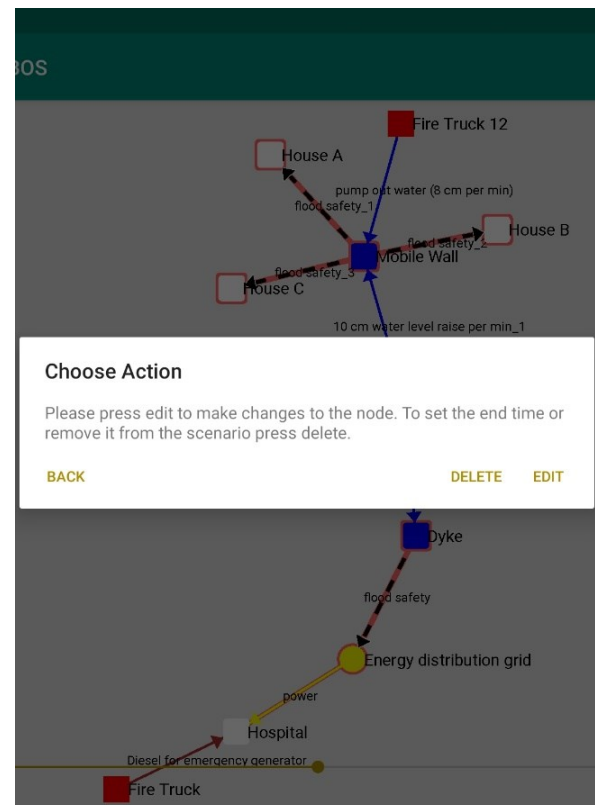 BOS
Fire Truck 12
House A
pump out water (8 cm per min)
flood safety_1
House B
flood safety_2
Mobile Wall
flood safety_3
House C
10 cm water level raise per min_1
Choose Action
Please press edit to make changes to the node. To set the end time or
remove it from the scenario press delete.
BACK
DELETE
EDIT
Dyke
flood safety
Energy distribution grid
power
Hospital
Diesel for emergency generator
Fire Truck